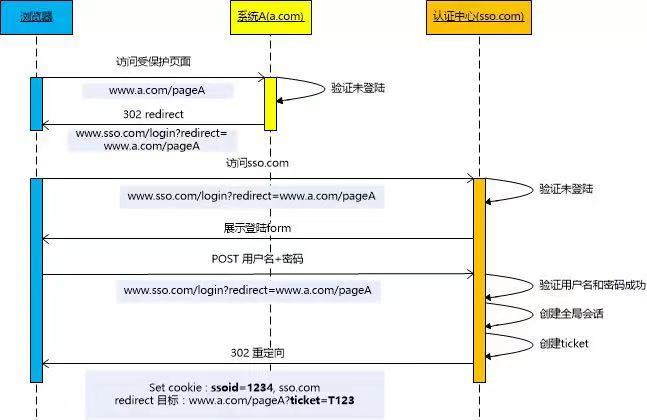 浏览器
系统A(a.com)
认证中心(sso.com)
访问受保护页面
www.a.com/pageA
验证未登陆
302 redirect
www.sso.com/login?redirect=
www.a.com/pageA
访问sso.com
www.sso.com/login?redirect=www.a.com/pageA
验证未登陆
展示登陆form
POST 用户名+密码
www.sso.com/login?redirect=www.a.com/pageA
验证用户名和密码成功
创建全局会话
创建ticket
302 重定向
Set cookie : ssoid=1234, sso.com
redirect 目标 : www.a.com/pageA?ticket=T123